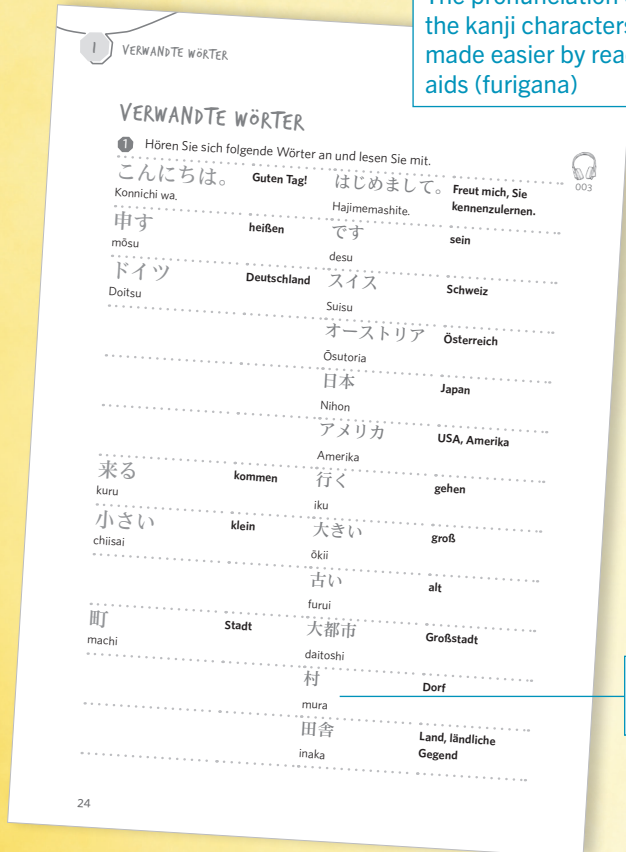 The pronunciation
the kanji characters
made easier by
aids (furigana)
1 VERWANDTE WÖRTER
VERWANDTE WÖRTER
1 Hören Sie sich folgende Wörter an und lesen Sie mit.
003
こんにちは。 Guten Tag! はじめまして。 Freut mich, Sie
Konnichi wa. Hajimemashite. kennenzulernen.
申す heißen です sein
mōsu desu
ドイツ Deutschland スイス Schweiz
Doitsu Suisu
オーストリア Österreich
Ōsutoria
日本 Japan
Nihon
アメリカ USA, Amerika
Amerika
来る kommen 行く gehen
kuru iku
小さい klein 大きい groß
chiisai ōkii
古い alt
furui
町 Stadt 大都市 Großstadt
machi daitoshi
村 Dorf
mura
田舎 Land, ländliche
inaka Gegend
24